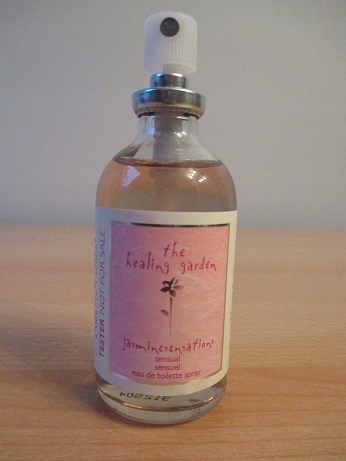 the
healing garden
jasminesensations
sensual
sensuel
eau de toilette spray
TESTER NOT FOR SALE